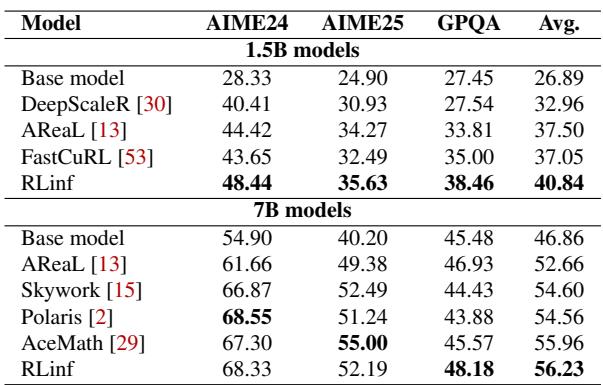 Model AIME24 AIME25 GPQA Avg.
1.5B models
Base model 28.33 24.90 27.45 26.89
DeepScaleR [30] 40.41 30.93 27.54 32.96
AReaL [13] 44.42 34.27 33.81 37.50
FastCuRL [53] 43.65 32.49 35.00 37.05
RLinf 48.44 35.63 38.46 40.84
7B models
Base model 54.90 40.20 45.48 46.86
AReaL [13] 61.66 49.38 46.93 52.66
Skywork [15] 66.87 52.49 44.43 54.60
Polaris [2] 68.55 51.24 43.88 54.56
AceMath [29] 67.30 55.00 45.57 55.96
RLinf 68.33 52.19 48.18 56.23